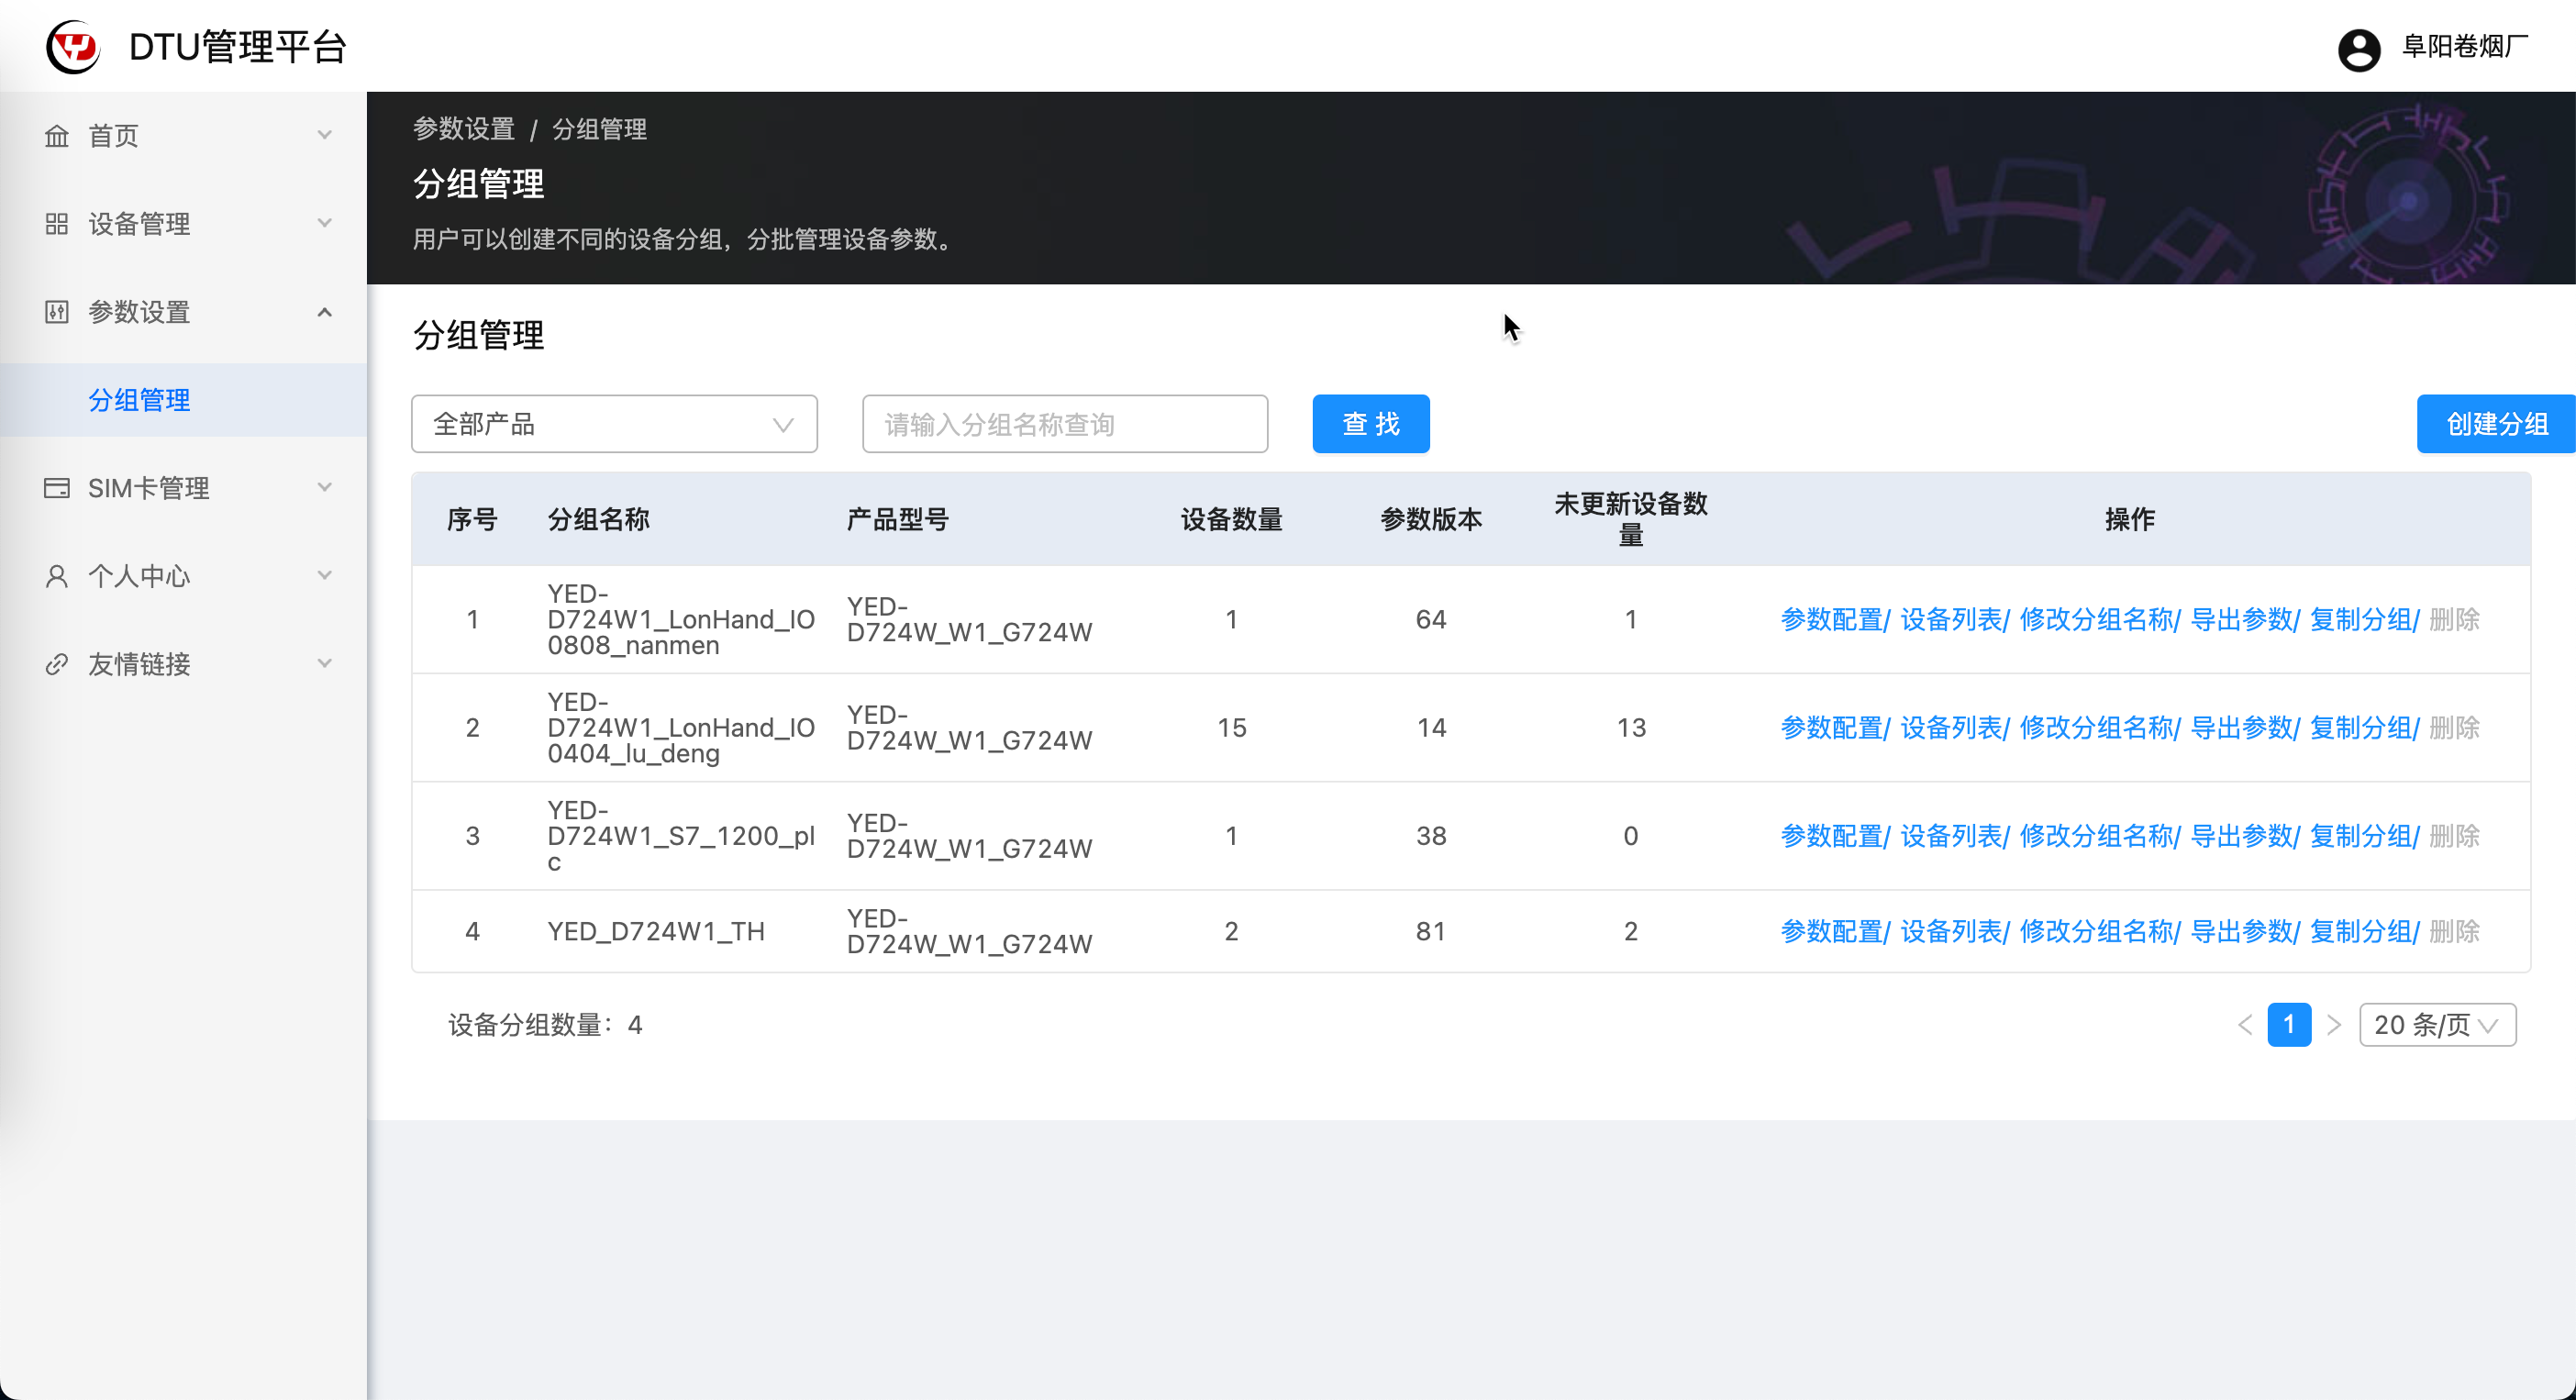 DTU管理平台
阜阳卷烟厂
首页
设备管理
参数设置
分组管理
SIM卡管理
个人中心
友情链接
参数设置 / 分组管理
分组管理
用户可以创建不同的设备分组，分批管理设备参数。
分组管理
全部产品
请输入分组名称查询
查 找
创建分组
序号 分组名称 产品型号 设备数量 参数版本 未更新设备数
量 操作
1 YED-
D724W1_LonHand_IO
0808_nanmen YED-
D724W_W1_G724W 1 64 1 参数配置/ 设备列表/ 修改分组名称/ 导出参数/ 复制分组/ 删除
2 YED-
D724W1_LonHand_IO
0404_lu_deng YED-
D724W_W1_G724W 15 14 13 参数配置/ 设备列表/ 修改分组名称/ 导出参数/ 复制分组/ 删除
3 YED-
D724W1_S7_1200_pl
c YED-
D724W_W1_G724W 1 38 0 参数配置/ 设备列表/ 修改分组名称/ 导出参数/ 复制分组/ 删除
4 YED_D724W1_TH YED-
D724W_W1_G724W 2 81 2 参数配置/ 设备列表/ 修改分组名称/ 导出参数/ 复制分组/ 删除
设备分组数量：4
1
20 条/页